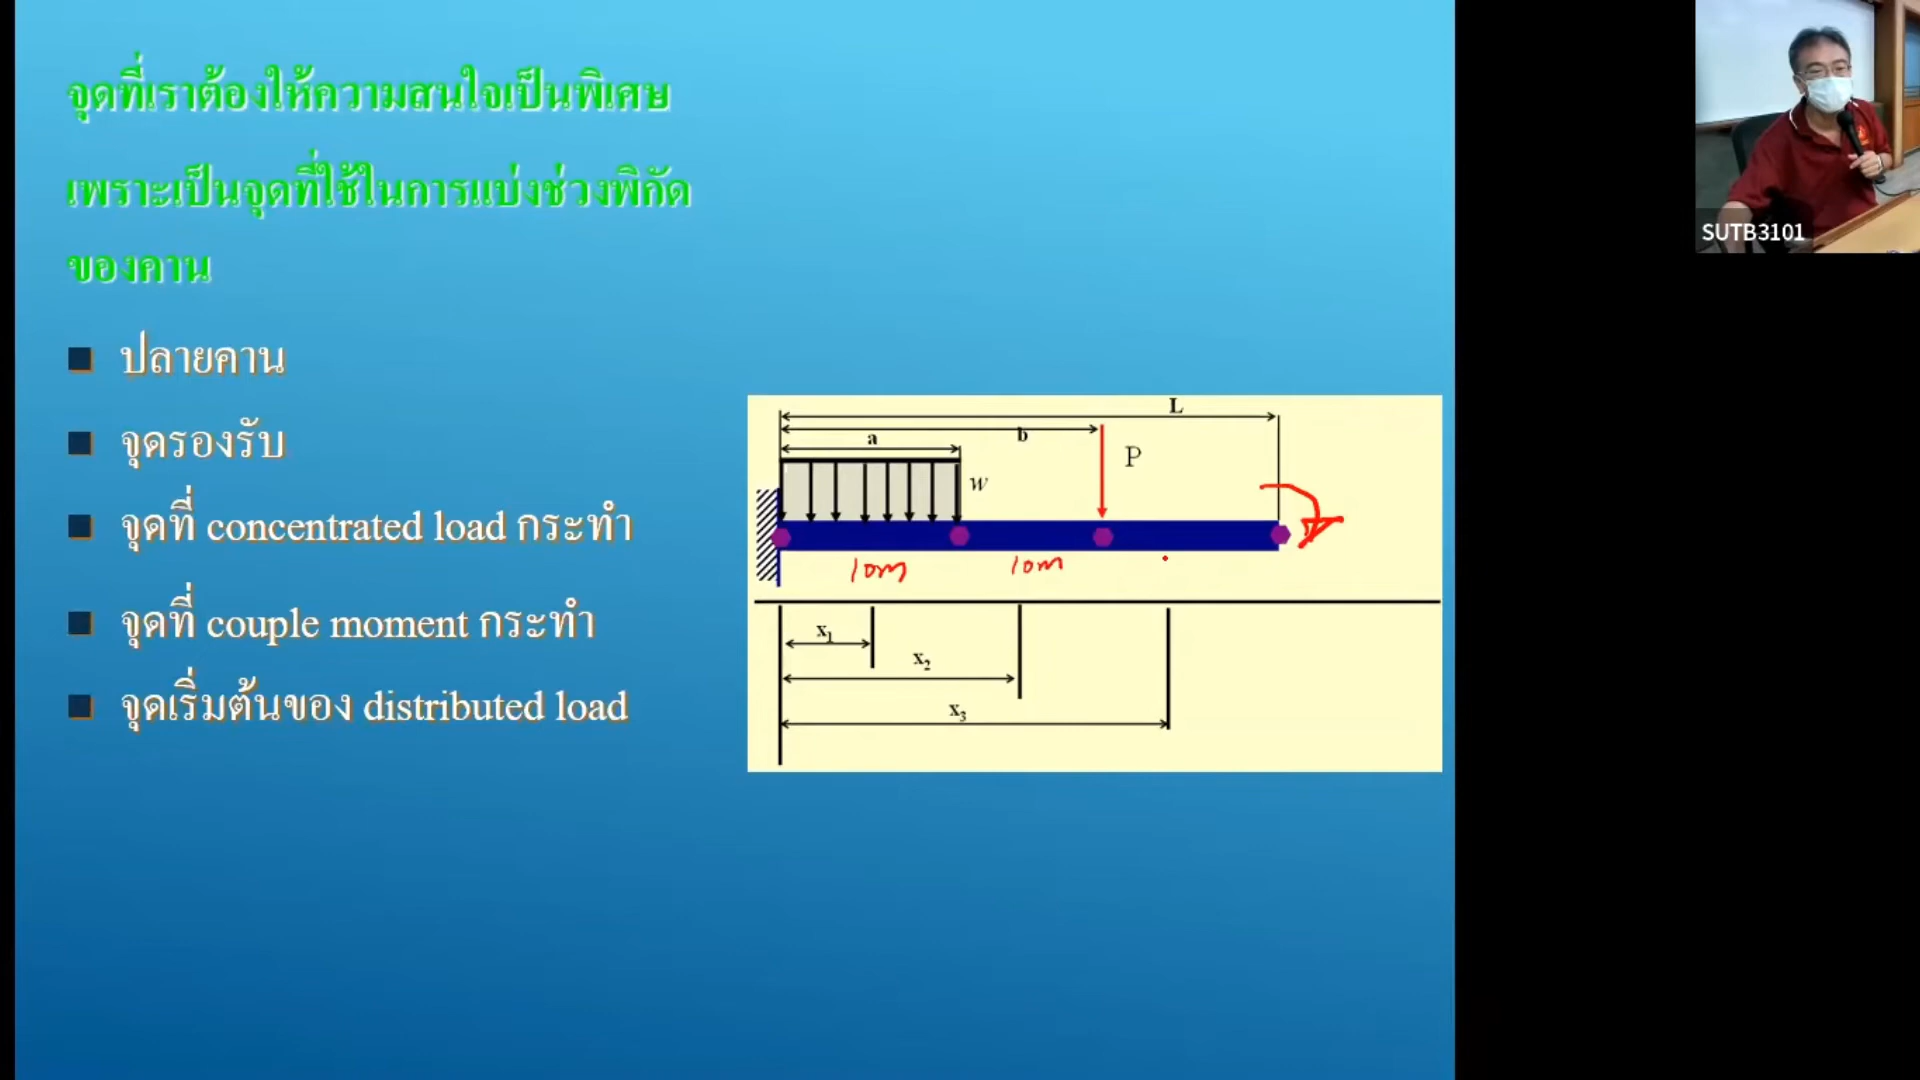 จุดที่เราต้องให้ความสนใจเป็นพิเศษ
เพราะเป็นจุดที่ใช้ในการแบ่งช่วงพิกัด
ของคาน
ปลายคาน
จุดรองรับ
จุดที่ concentrated load กระทำ
จุดที่ couple moment กระทำ
จุดเริ่มต้นของ distributed load
L
b
a
P
w
10m
10m
x1
x2
x3
SUTB3101